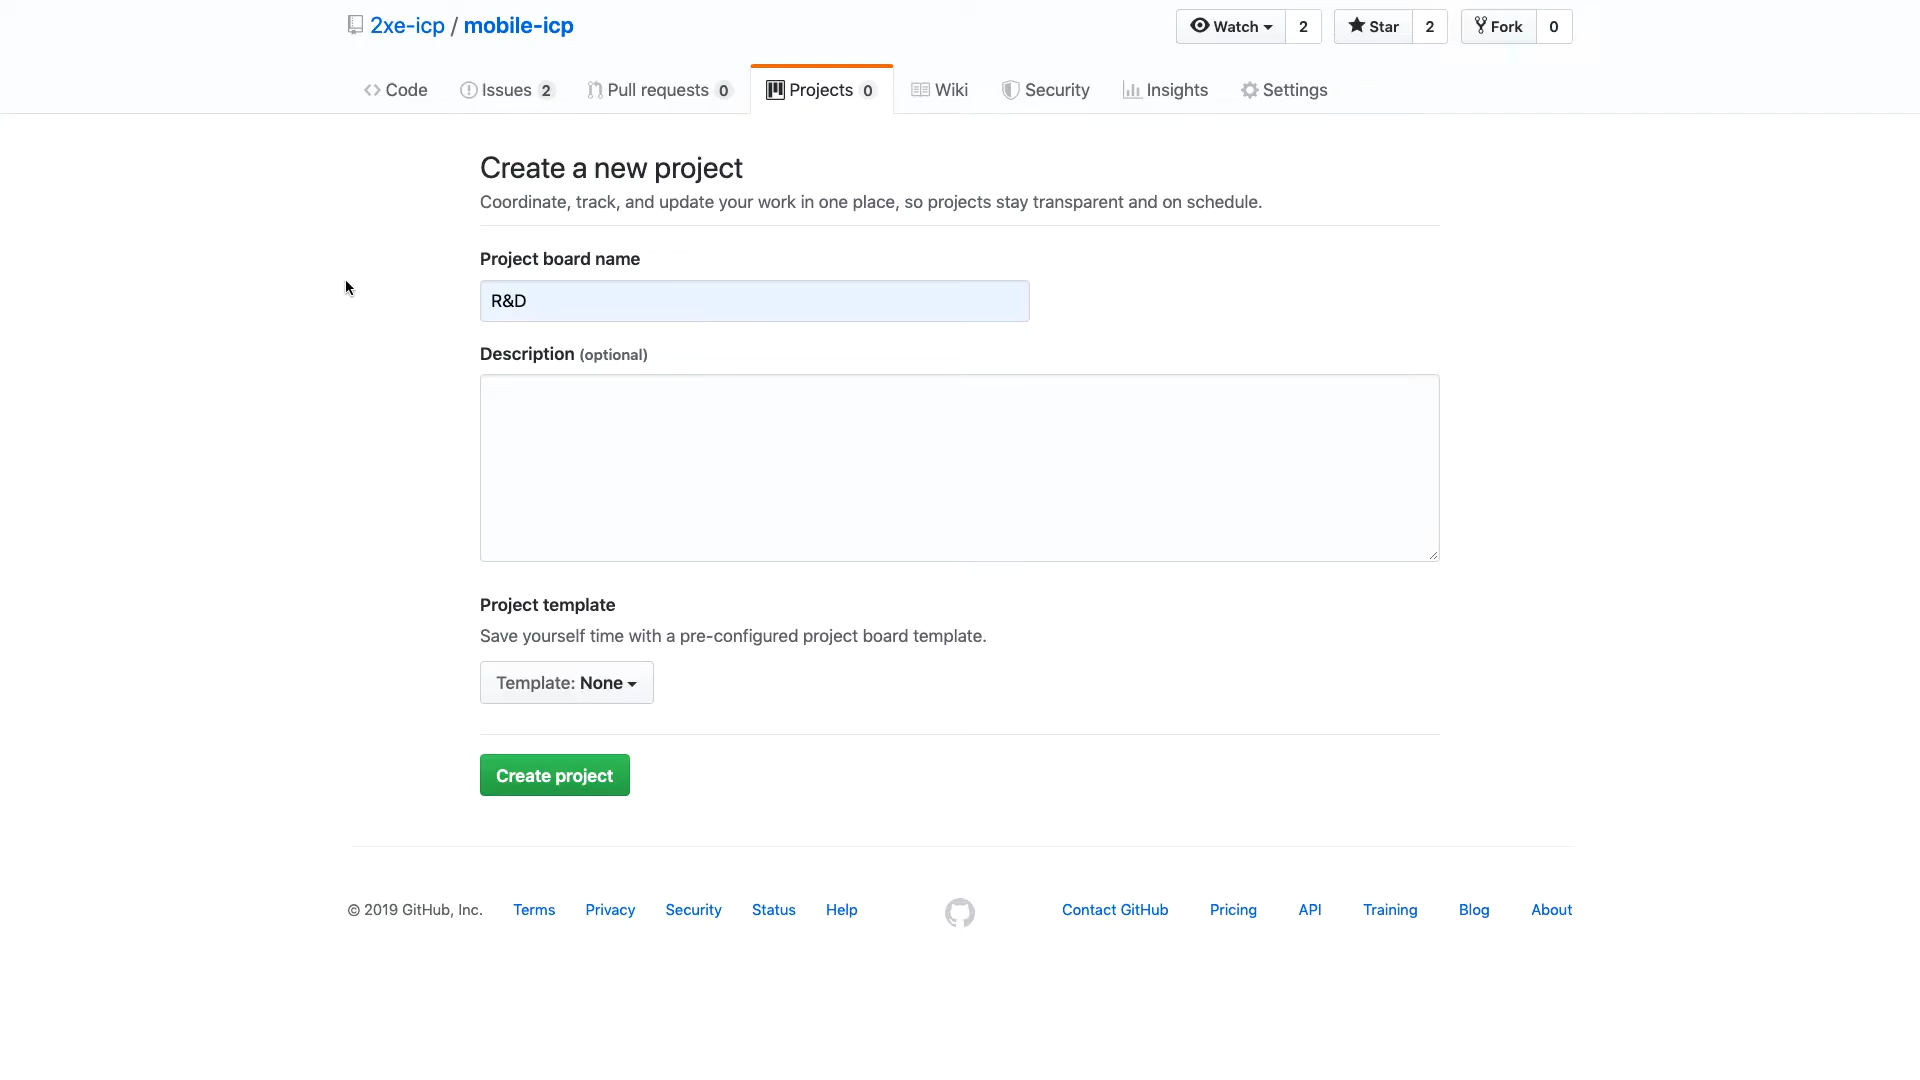 2xe-icp / mobile-icp
Watch 2 Star 2 Fork 0
Code Issues 2 Pull requests 0 Projects 0 Wiki Security Insights Settings
Create a new project
Coordinate, track, and update your work in one place, so projects stay transparent and on schedule.
Project board name
R&D
Description (optional)
Project template
Save yourself time with a pre-configured project board template.
Template: None
Create project
© 2019 GitHub, Inc. Terms Privacy Security Status Help Contact GitHub Pricing API Training Blog About